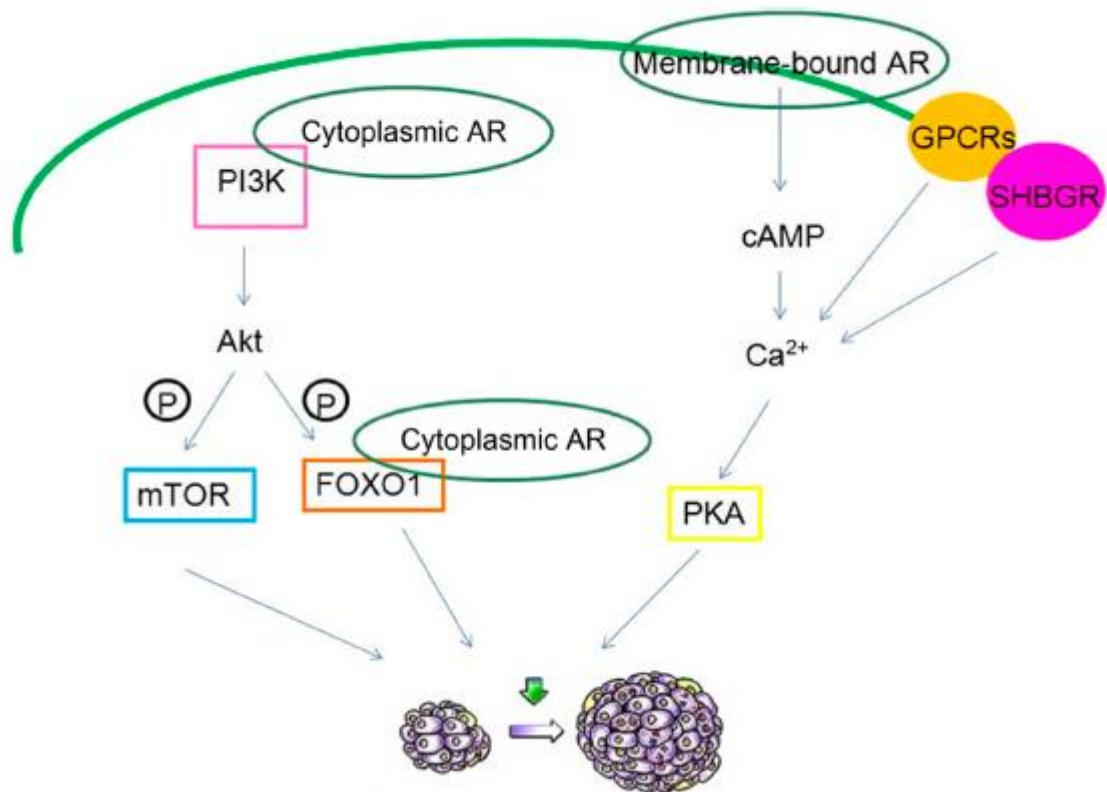 Membrane-bound AR
Cytoplasmic AR
GPCRs
PI3K
SHBGR
cAMP
Akt
Ca²⁺
P
P
Cytoplasmic AR
mTOR
FOXO1
PKA